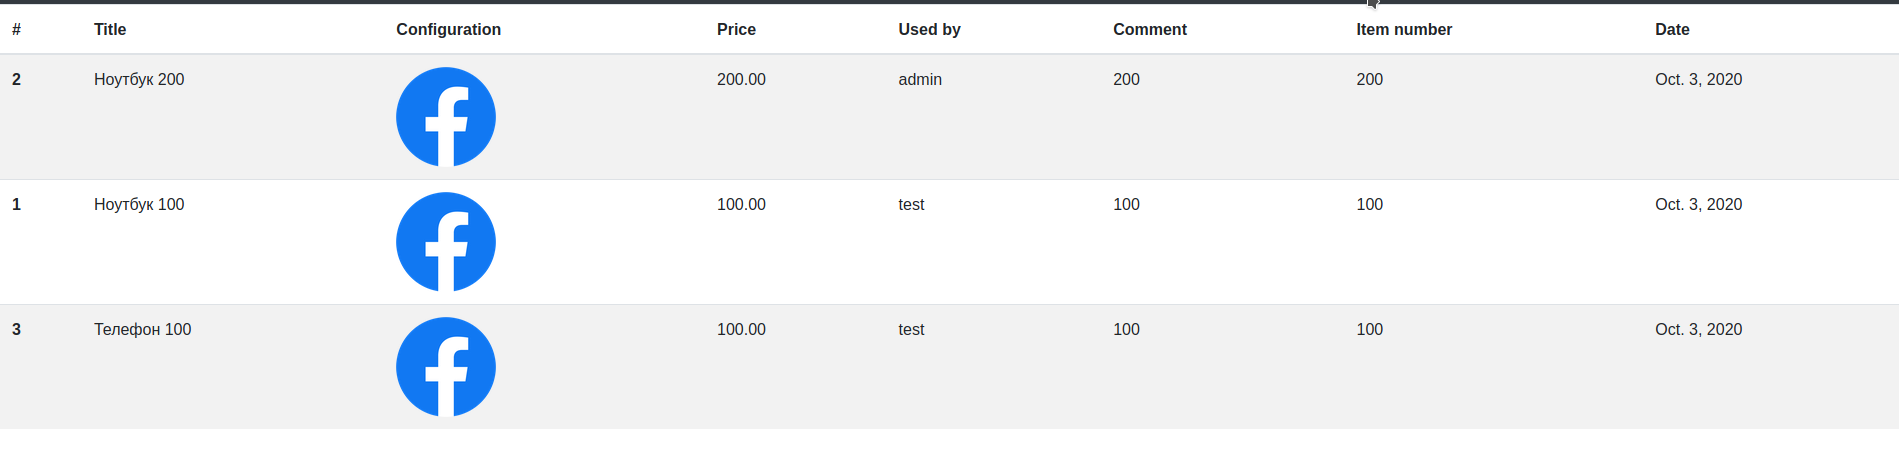 # Title Configuration Price Used by Comment Item number Date
2 Ноутбук 200 200.00 admin 200 200 Oct. 3, 2020
1 Ноутбук 100 100.00 test 100 100 Oct. 3, 2020
3 Телефон 100 100.00 test 100 100 Oct. 3, 2020